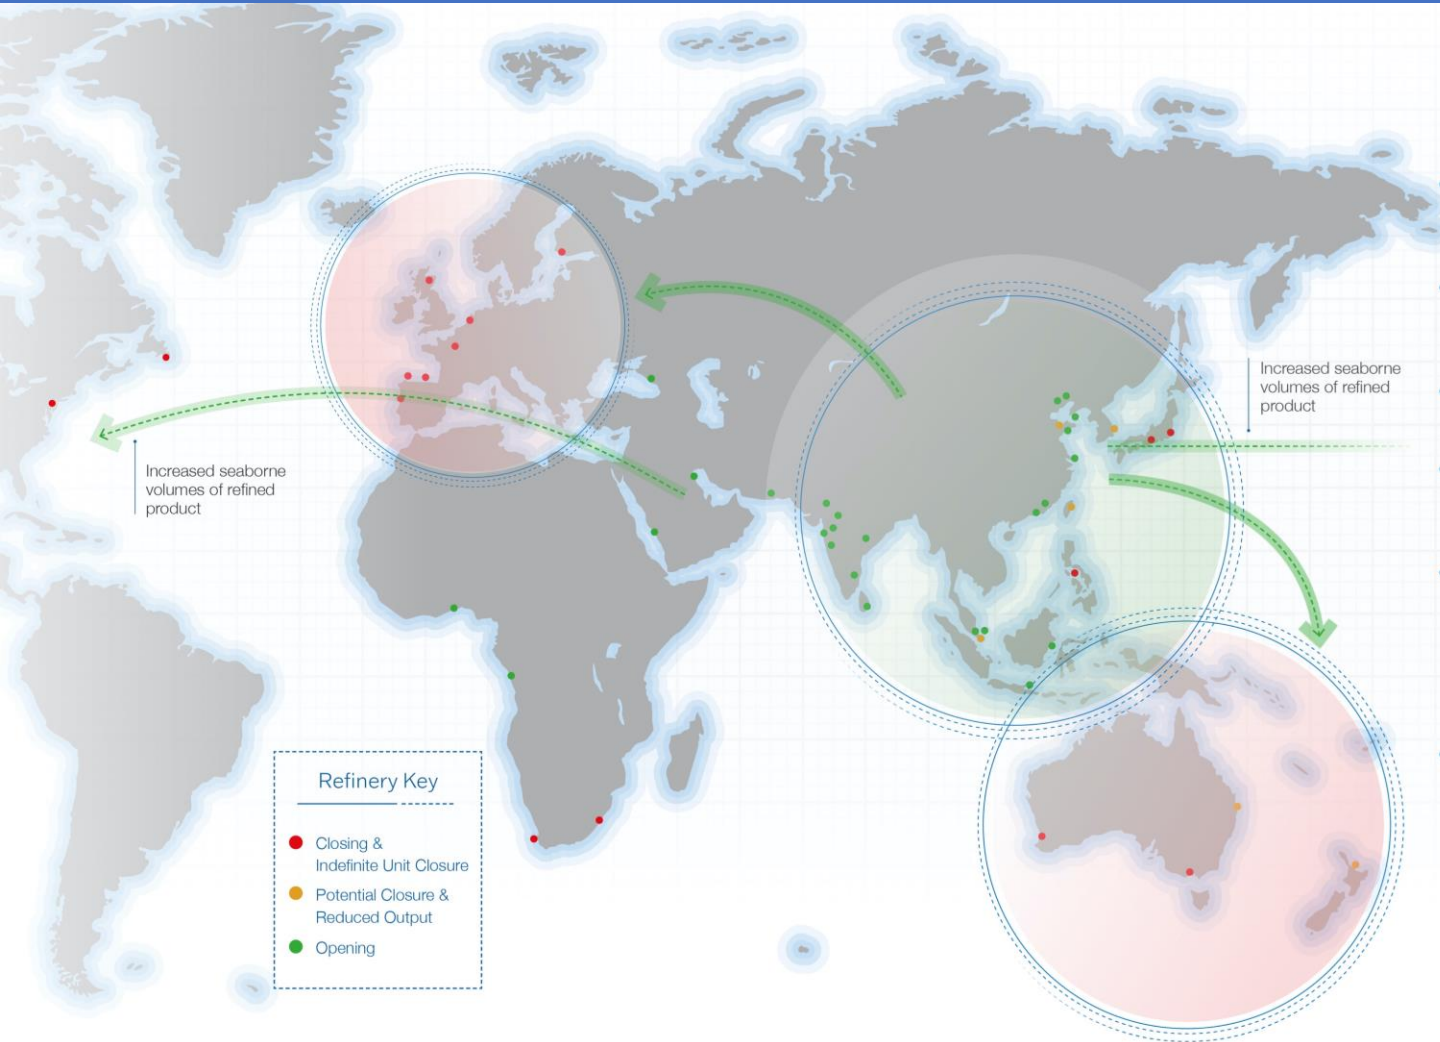 Increased seaborne
volumes of refined
product
Increased seaborne
volumes of refined
product
Refinery Key
Closing &
Indefinite Unit Closure
Potential Closure &
Reduced Output
Opening